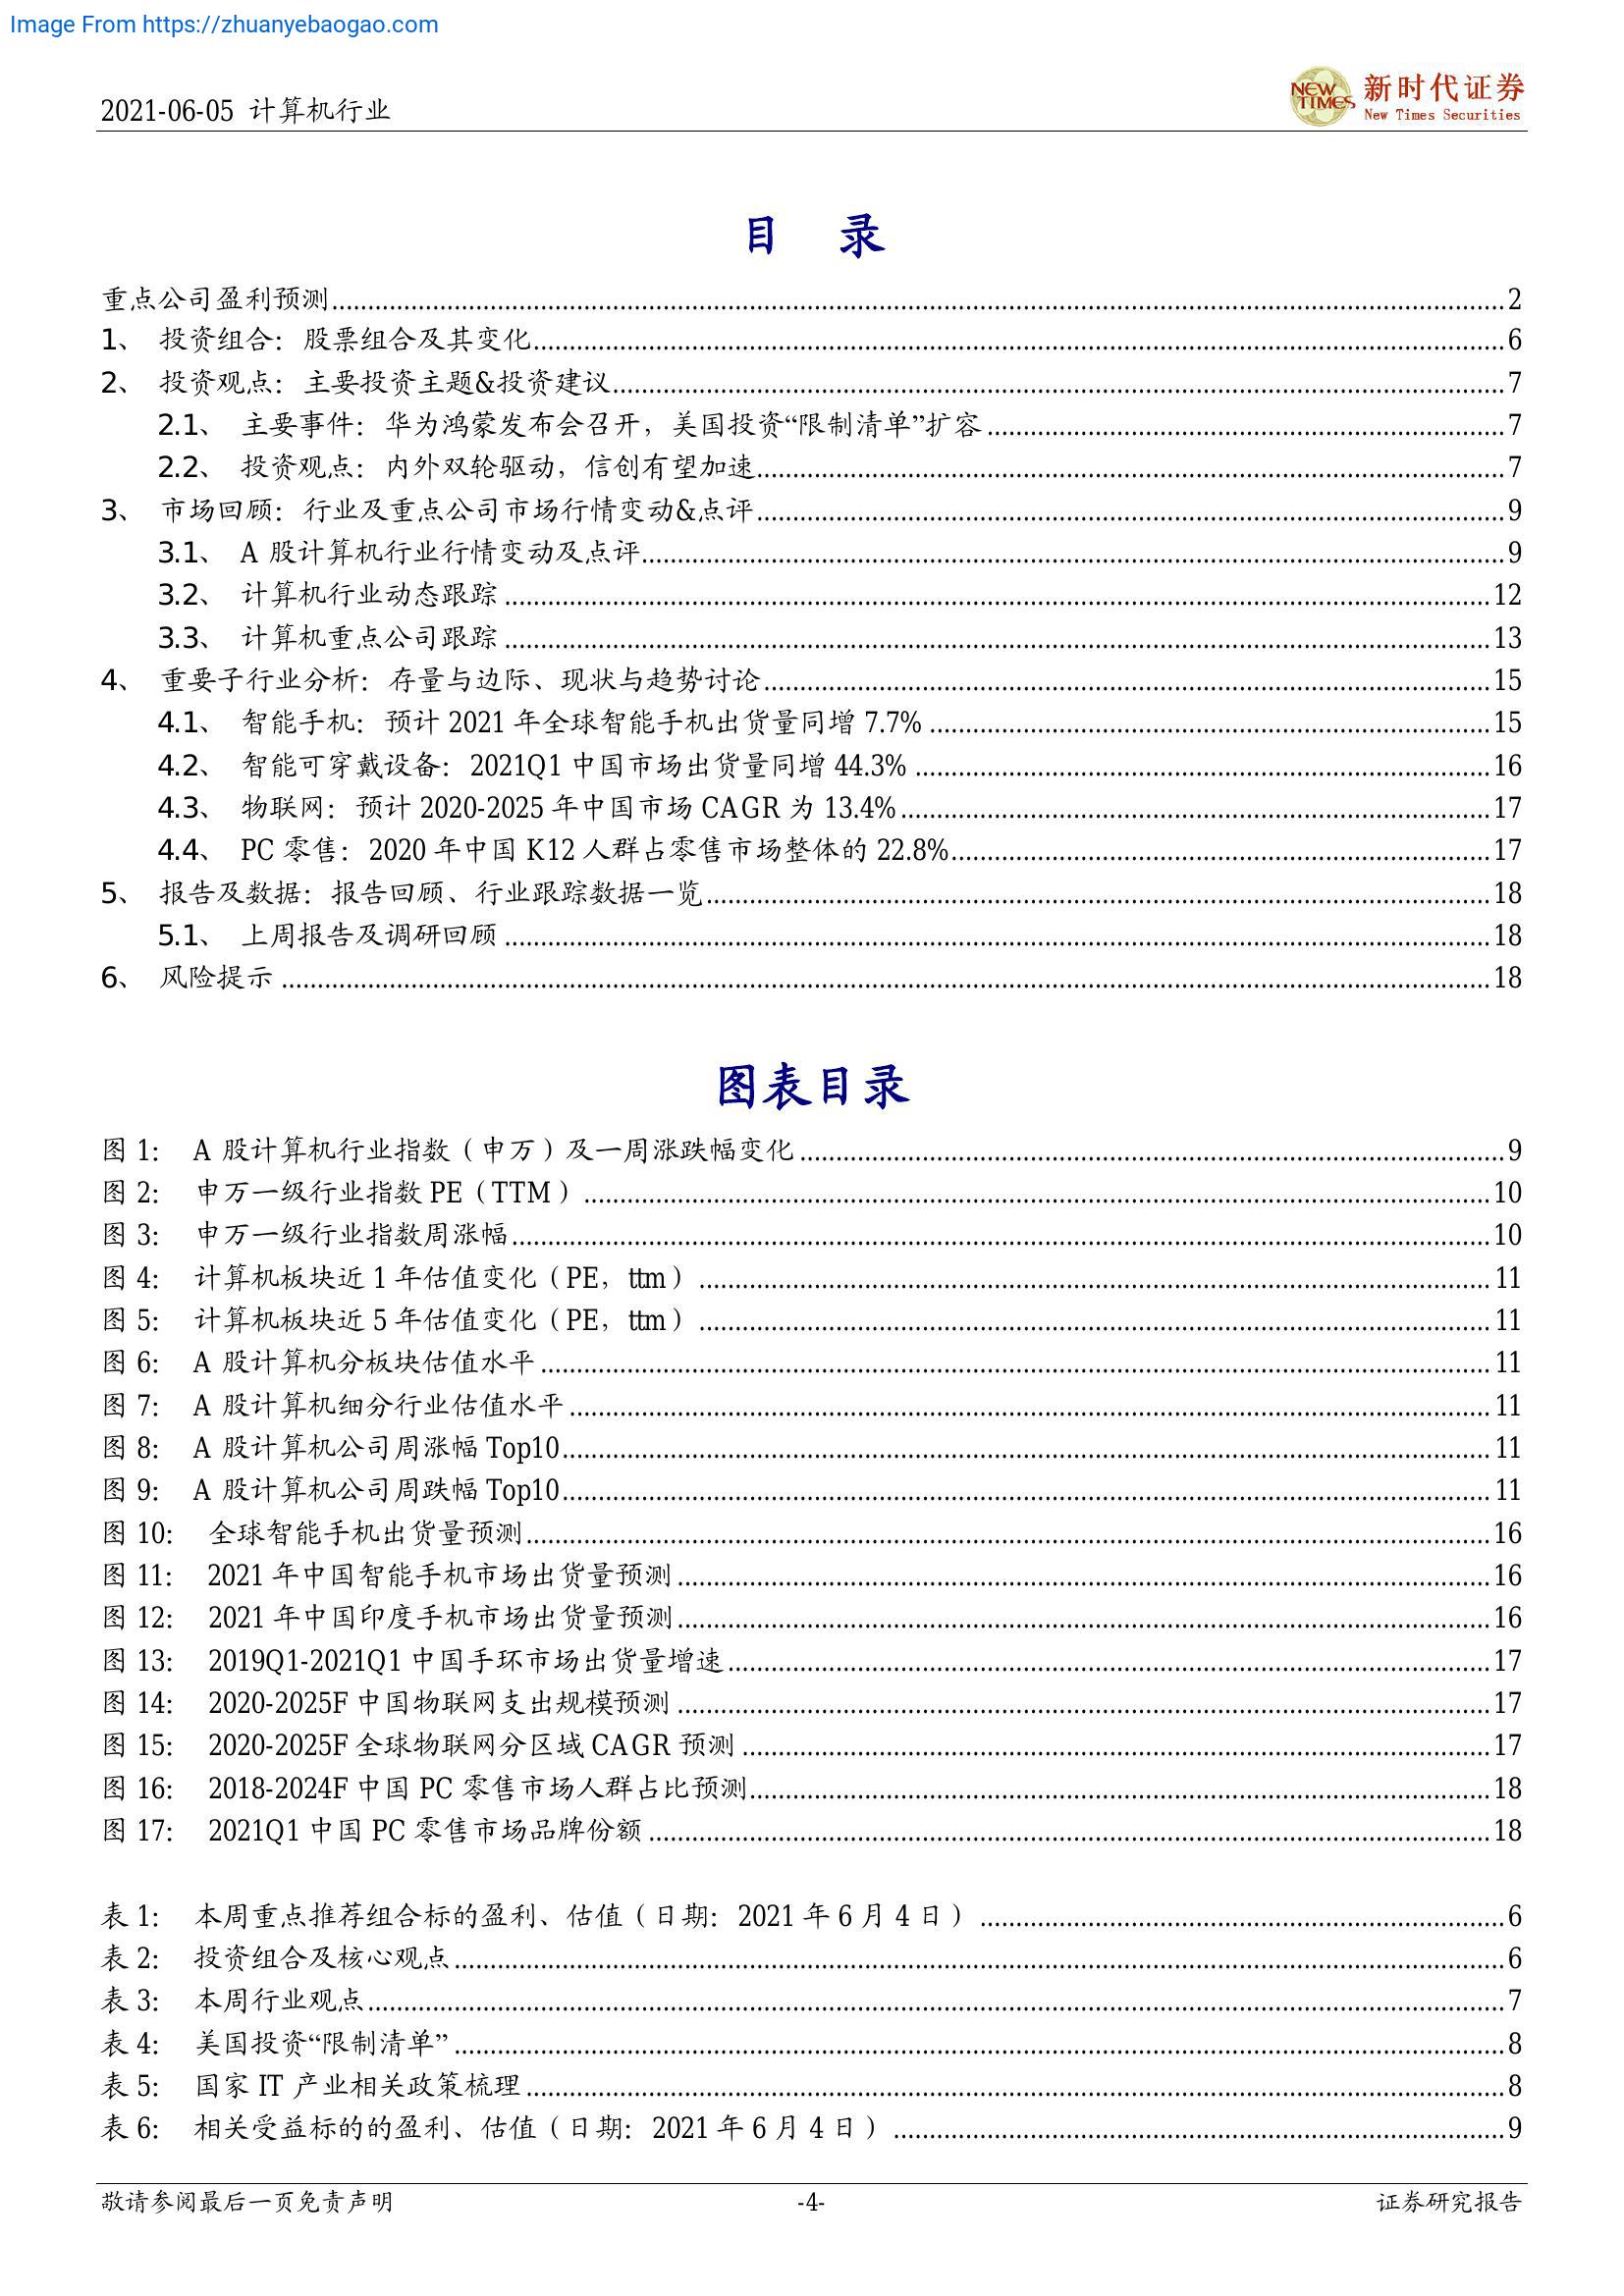 Image From https://zhuanyebaogao.com
2021-06-05 计算机行业
NEW TIMES
新时代证券
New Times Securities
目 录
重点公司盈利预测 2
1、 投资组合：股票组合及其变化 6
2、 投资观点：主要投资主题&投资建议 7
2.1、 主要事件：华为鸿蒙发布会召开，美国投资“限制清单”扩容 7
2.2、 投资观点：内外双轮驱动，信创有望加速 7
3、 市场回顾：行业及重点公司市场行情变动&点评 9
3.1、 A 股计算机行业行情变动及点评 9
3.2、 计算机行业动态跟踪 12
3.3、 计算机重点公司跟踪 13
4、 重要子行业分析：存量与边际、现状与趋势讨论 15
4.1、 智能手机：预计 2021 年全球智能手机出货量同增 7.7% 15
4.2、 智能可穿戴设备：2021Q1 中国市场出货量同增 44.3% 16
4.3、 物联网：预计 2020-2025 年中国市场 CAGR 为 13.4% 17
4.4、 PC 零售：2020 年中国 K12 人群占零售市场整体的 22.8% 17
5、 报告及数据：报告回顾、行业跟踪数据一览 18
5.1、 上周报告及调研回顾 18
6、 风险提示 18
图表目录
图 1: A 股计算机行业指数（申万）及一周涨跌幅变化 9
图 2: 申万一级行业指数 PE（TTM） 10
图 3: 申万一级行业指数周涨幅 10
图 4: 计算机板块近 1 年估值变化（PE，ttm） 11
图 5: 计算机板块近 5 年估值变化（PE，ttm） 11
图 6: A 股计算机分板块估值水平 11
图 7: A 股计算机细分行业估值水平 11
图 8: A 股计算机公司周涨幅 Top10 11
图 9: A 股计算机公司周跌幅 Top10 11
图 10: 全球智能手机出货量预测 16
图 11: 2021 年中国智能手机市场出货量预测 16
图 12: 2021 年中国印度手机市场出货量预测 16
图 13: 2019Q1-2021Q1 中国手环市场出货量增速 17
图 14: 2020-2025F 中国物联网支出规模预测 17
图 15: 2020-2025F 全球物联网分区域 CAGR 预测 17
图 16: 2018-2024F 中国 PC 零售市场人群占比预测 18
图 17: 2021Q1 中国 PC 零售市场品牌份额 18
表 1: 本周重点推荐组合标的盈利、估值（日期：2021 年 6 月 4 日） 6
表 2: 投资组合及核心观点 6
表 3: 本周行业观点 7
表 4: 美国投资“限制清单” 8
表 5: 国家 IT 产业相关政策梳理 8
表 6: 相关受益标的的盈利、估值（日期：2021 年 6 月 4 日） 9
敬请参阅最后一页免责声明
-4-
证券研究报告